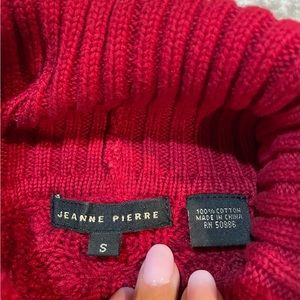 JEANNE PIERRE
S
100% COTTON
MADE IN CHINA
RN 50886